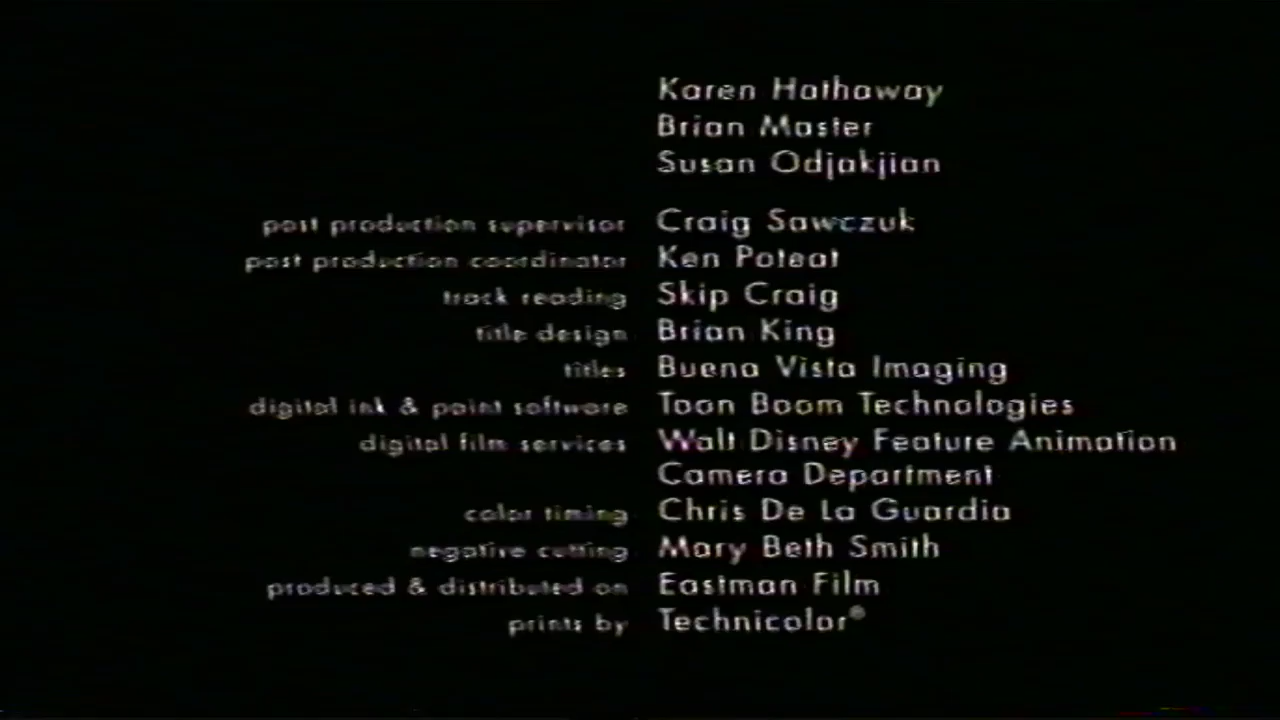 Karen Hathaway
Brian Master
Susan Odjakjian
post production supervisor Craig Sawczuk
post production coordinator Ken Poteat
track reading Skip Craig
title design Brian King
titles Buena Vista Imaging
digital ink & paint software Toon Boom Technologies
digital film services Walt Disney Feature Animation
Camera Department
color timing Chris De La Guardia
negative cutting Mary Beth Smith
produced & distributed on Eastman Film
prints by Technicolor®